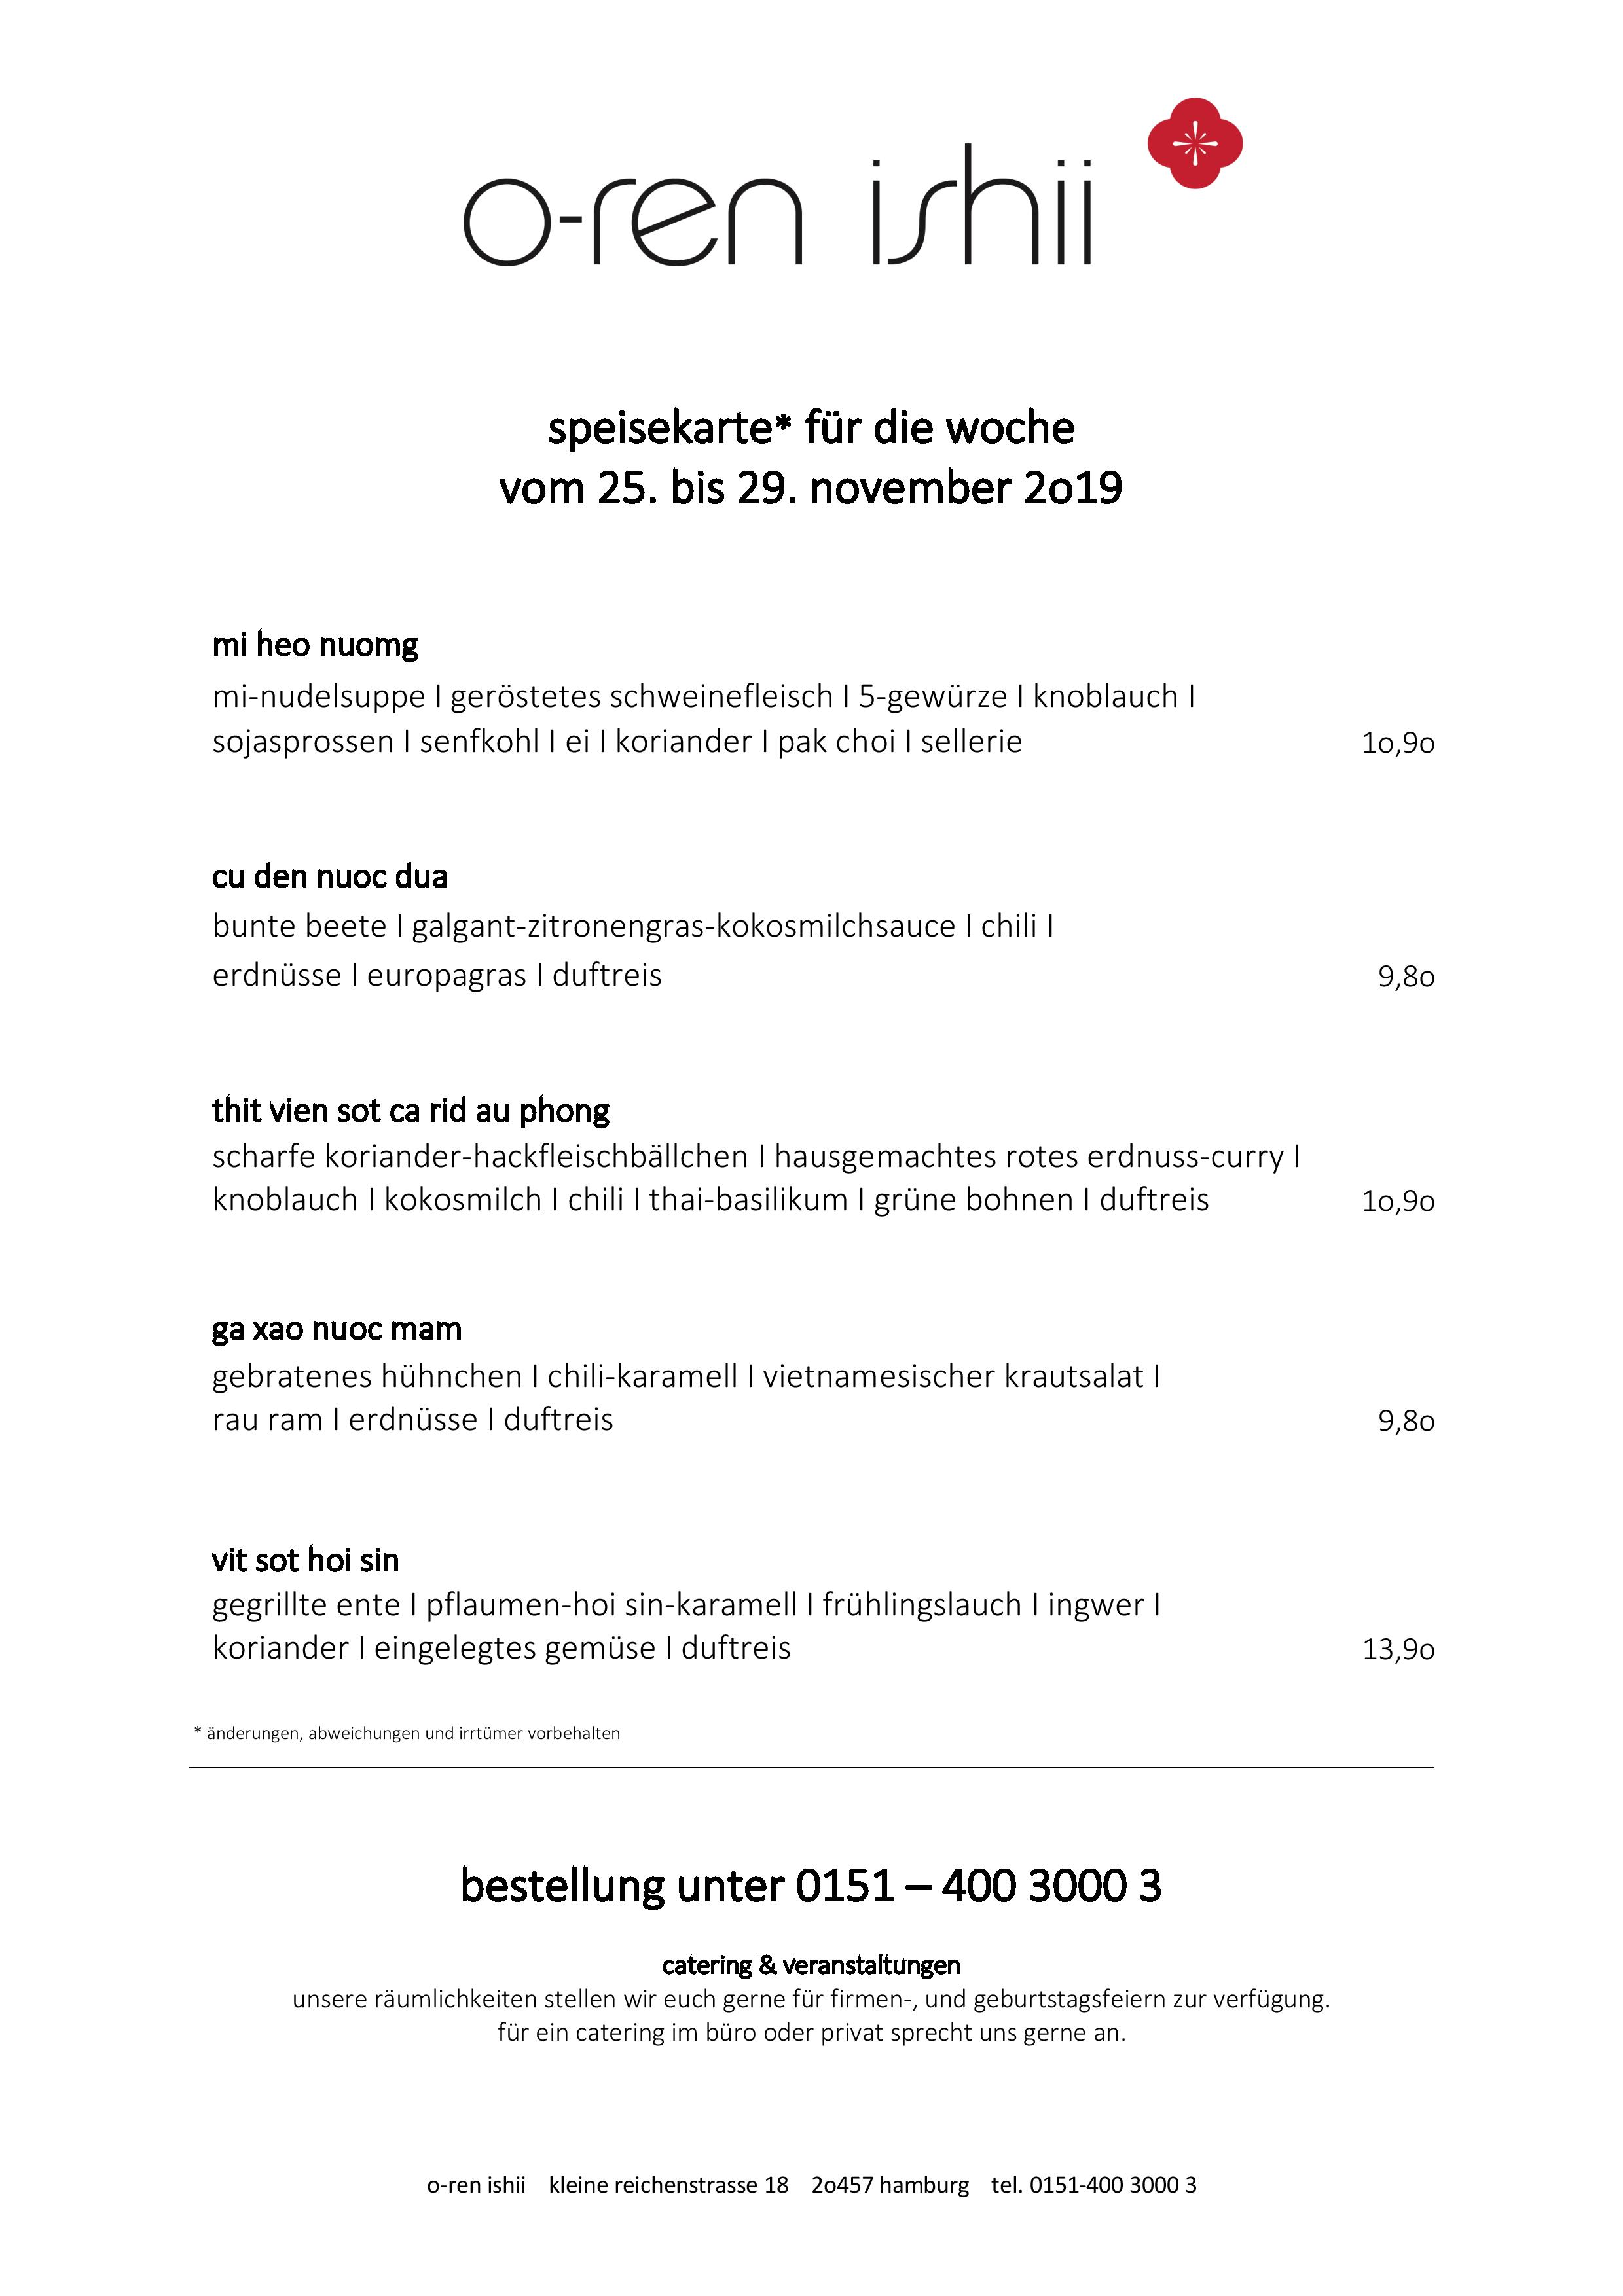 o-ren ishii
speisekarte* für die woche
vom 25. bis 29. november 2o19
mi heo nuomg
mi-nudelsuppe I geröstetes schweinefleisch I 5-gewürze I knoblauch I
sojasprossen I senfkohl I ei I koriander I pak choi I sellerie 1o,9o
cu den nuoc dua
bunte beete I galgant-zitronengras-kokosmilchsauce I chili I
erdnüsse I europagras I duftreis 9,8o
thit vien sot ca rid au phong
scharfe koriander-hackfleischbällchen I hausgemachtes rotes erdnuss-curry I
knoblauch I kokosmilch I chili I thai-basilikum I grüne bohnen I duftreis 1o,9o
ga xao nuoc mam
gebratenes hühnchen I chili-karamell I vietnamesischer krautsalat I
rau ram I erdnüsse I duftreis 9,8o
vit sot hoi sin
gegrillte ente I pflaumen-hoi sin-karamell I frühlingslauch I ingwer I
koriander I eingelegtes gemüse I duftreis 13,9o
* änderungen, abweichungen und irrtümer vorbehalten
bestellung unter 0151 – 400 3000 3
catering & veranstaltungen
unsere räumlichkeiten stellen wir euch gerne für firmen-, und geburtstagsfeiern zur verfügung.
für ein catering im büro oder privat sprecht uns gerne an.
o-ren ishii kleine reichenstrasse 18 2o457 hamburg tel. 0151-400 3000 3